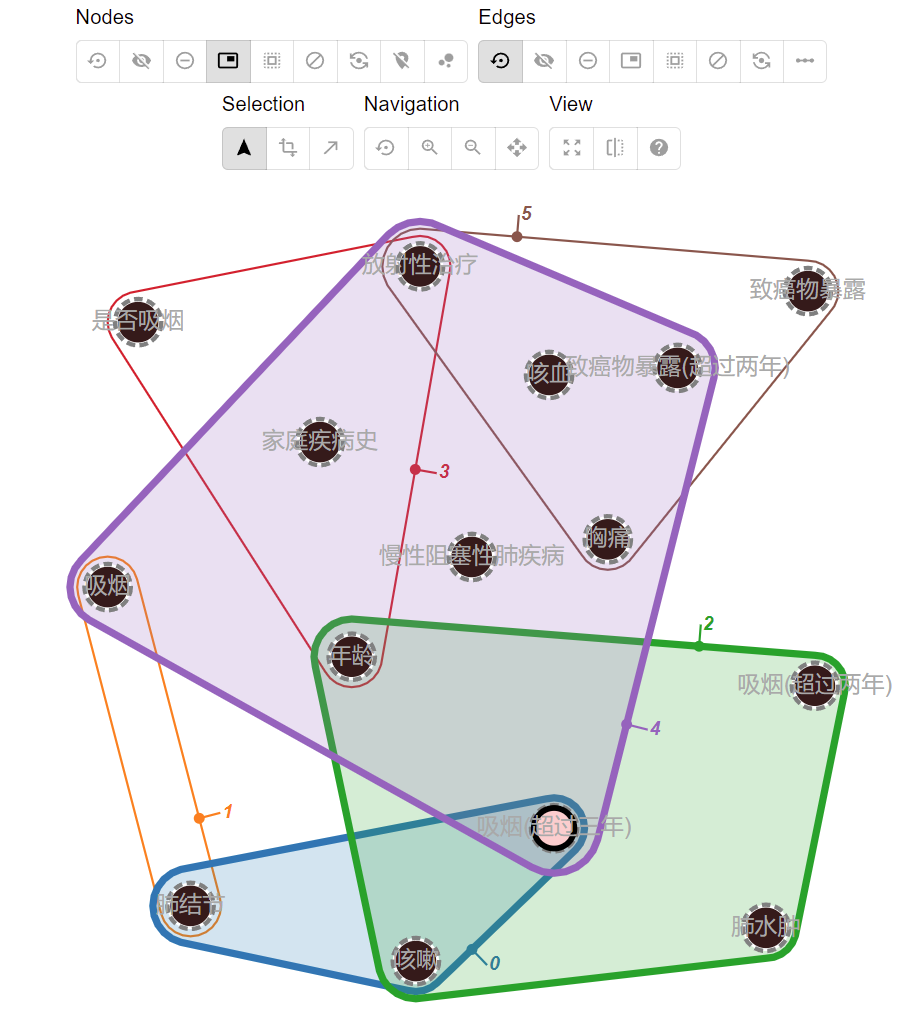 Nodes
Edges
Selection
Navigation
View
5
放射性治疗
致癌物暴露
是否吸烟
咳血
致癌物暴露(超过两年)
家庭疾病史
3
胸痛
慢性阻塞性肺疾病
吸烟
2
年龄
吸烟(超过两年)
4
1
吸烟(超过三年)
肺结节
肺水肿
咳嗽
0